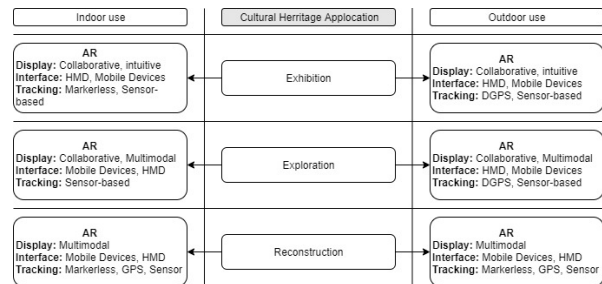 Indoor use
Cultural Herritage Applocation
Outdoor use
AR
Display: Collaborative, intuitive
Interface: HMD, Mobile Devices
Tracking: Markerless, Sensor-
based
Exhibition
AR
Display: Collaborative, intuitive
Interface: HMD, Mobile Devices
Tracking: DGPS, Sensor-based
AR
Display: Collaborative, Multimodal
Interface: Mobile Devices, HMD
Tracking: Sensor-based
Exploration
AR
Display: Collaborative, Multimodal
Interface: HMD, Mobile Devices
Tracking: DGPS, Sensor-based
AR
Display: Multimodal
Interface: Mobile Devices, HMD
Tracking: Markerless, GPS, Sensor
Reconstruction
AR
Display: Multimodal
Interface: Mobile Devices, HMD
Tracking: Markerless, GPS, Sensor